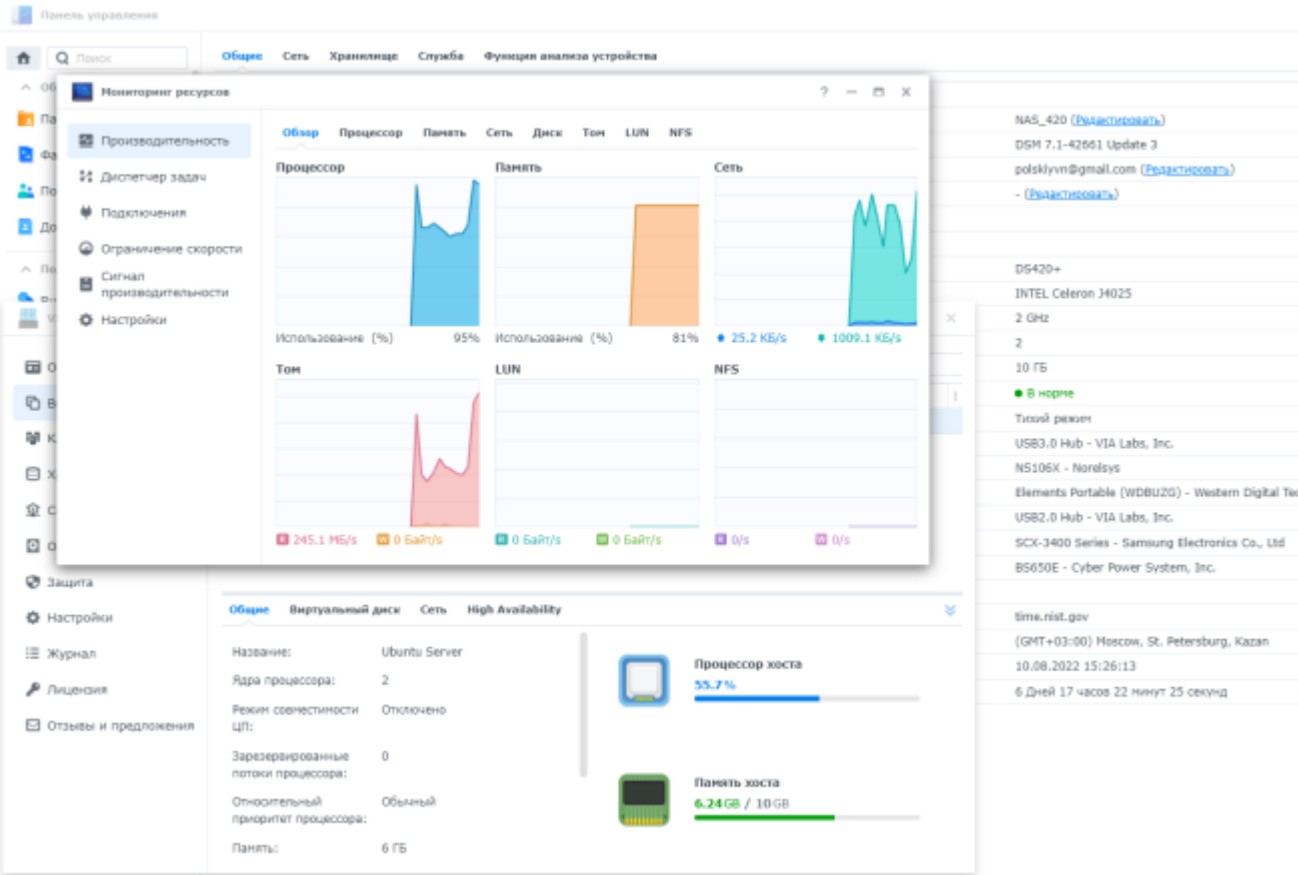 Панель управления
Поиск
Общие Сеть Хранилище Служба Функция анализа устройства
Мониторинг ресурсов
Производительность
Диспетчер задач
Подключения
Ограничение скорости
Сигнал
производительности
Настройки
Обзор Процессор Память Сеть Диск Том LUN NFS
Процессор
Использование (%) 95%
Память
Использование (%) 81%
Сеть
25.2 КБ/s 1009.1 КБ/s
Том
R 245.1 МБ/s W 0 Байт/s
LUN
R 0 Байт/s W 0 Байт/s
NFS
R 0/s W 0/s
NAS_420 (Редактировать)
DSM 7.1-42661 Update 3
polskiyvn@gmail.com (Редактировать)
- (Редактировать)
DS420+
INTEL Celeron J4025
2 GHz
2
10 ГБ
В норме
Тихий режим
USB3.0 Hub - VIA Labs, Inc.
NS106X - Norelsys
Elements Portable (WDBUZG) - Western Digital Tec
USB2.0 Hub - VIA Labs, Inc.
SCX-3400 Series - Samsung Electronics Co., Ltd
BS650E - Cyber Power System, Inc.
time.nist.gov
(GMT+03:00) Moscow, St. Petersburg, Kazan
10.08.2022 15:26:13
6 Дней 17 часов 22 минут 25 секунд
Защита
Настройки
Журнал
Лицензия
Отзывы и предложения
Общие Виртуальный диск Сеть High Availability
Название: Ubuntu Server
Ядра процессора: 2
Режим совместимости Отключено
ЦП:
Зарезервированные 0
потоки процессора:
Относительный Обычный
приоритет процессора:
Память: 6 ГБ
Процессор хоста
55.7%
Память хоста
6.24GB / 10GB